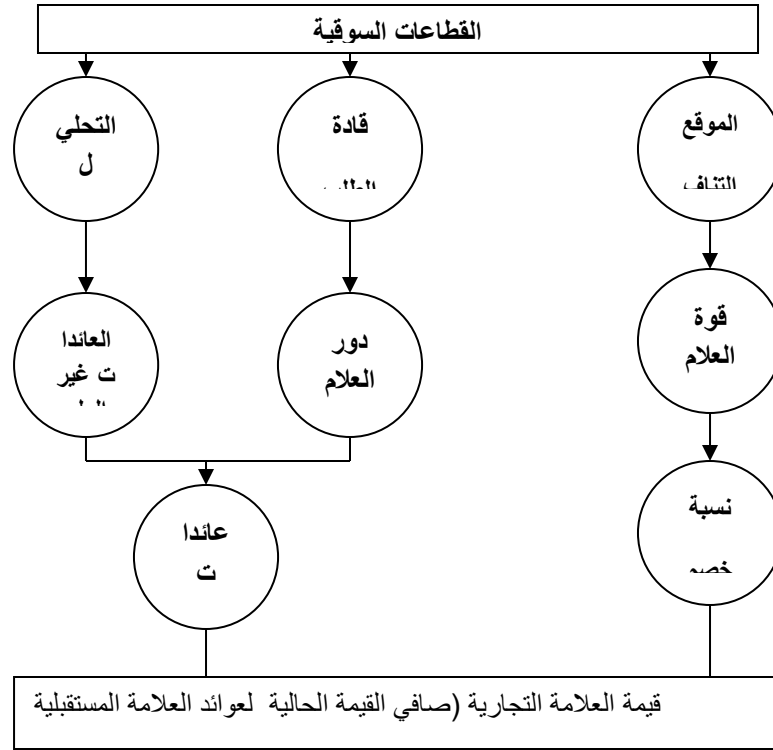 القطاعات السوقية
الموقع
قادة
التحلي
ل
قوة
العلام
دور
العلام
العائدا
ت غير
نسبة
عائدا
ت
قيمة العلامة التجارية (صافي القيمة الحالية لعوائد العلامة المستقبلية